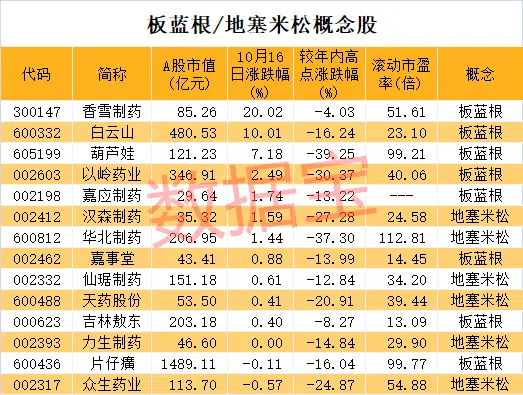 板蓝根/地塞米松概念股
代码 简称 A股市值(亿元) 10月16日涨跌幅(%) 较年内高点涨跌幅(%) 滚动市盈率(倍) 概念
300147 香雪制药 85.26 20.02 -4.03 51.61 板蓝根
600332 白云山 480.53 10.01 -16.24 23.10 板蓝根
605199 葫芦娃 121.23 7.18 -39.25 99.21 板蓝根
002603 以岭药业 346.91 2.49 -30.37 40.06 板蓝根
002198 嘉应制药 29.64 1.74 -13.22 --- 板蓝根
002412 汉森制药 35.32 1.59 -27.28 24.58 地塞米松
600812 华北制药 206.95 1.44 -37.30 112.81 地塞米松
002462 嘉事堂 43.41 0.88 -13.99 14.45 板蓝根
002332 仙琚制药 151.18 0.61 -12.84 34.20 地塞米松
600488 天药股份 53.50 0.41 -20.91 39.44 地塞米松
000623 吉林敖东 203.18 0.40 -8.27 13.09 板蓝根
002393 力生制药 46.60 0.00 -14.84 29.90 地塞米松
600436 片仔癀 1489.11 -0.11 -16.04 99.77 板蓝根
002317 众生药业 113.70 -0.57 -24.87 54.88 地塞米松
数据宝